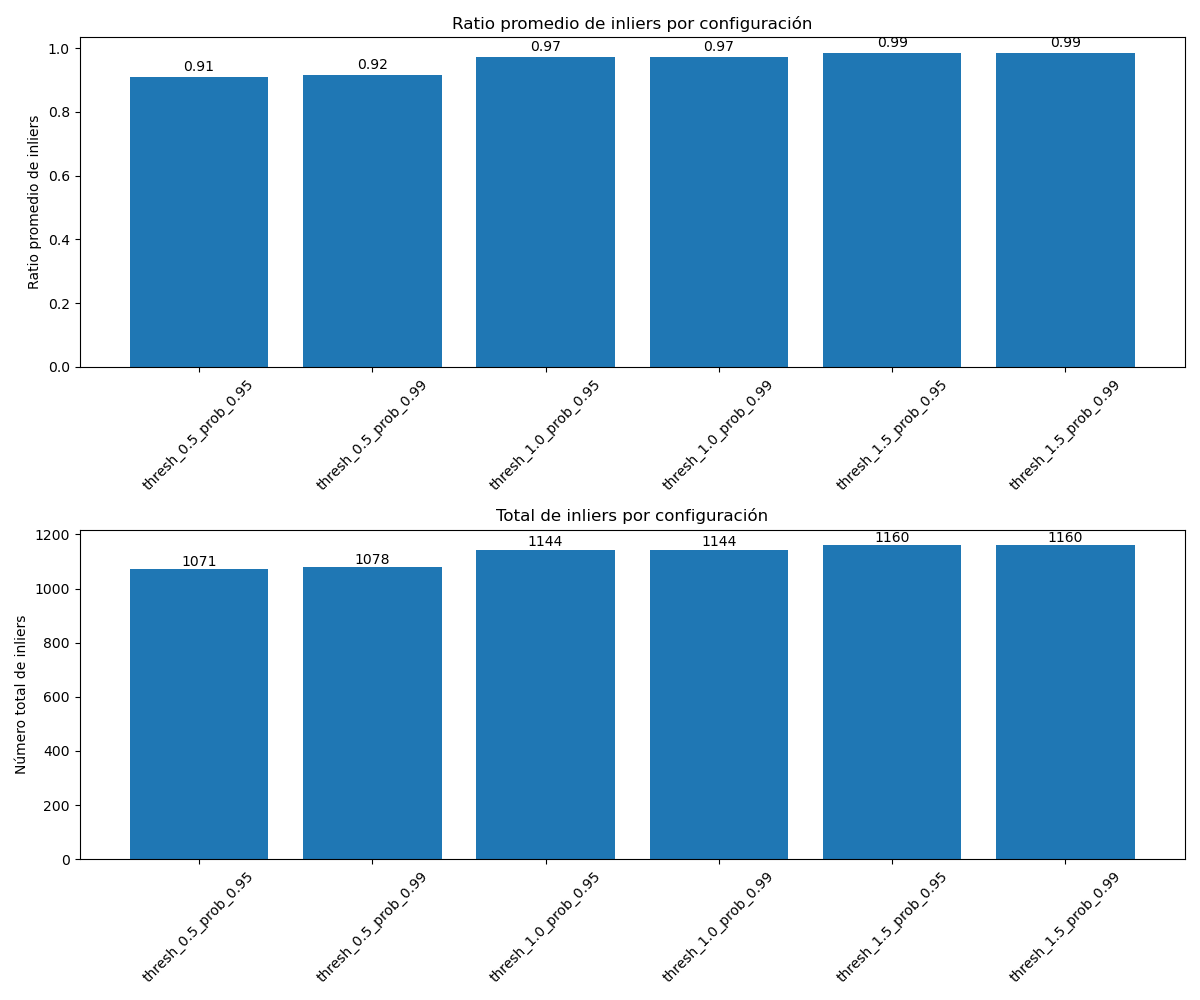 Ratio promedio de inliers por configuración
Ratio promedio de inliers
1.0
0.8
0.6
0.4
0.2
0.0
0.91
0.92
0.97
0.97
0.99
0.99
thresh_0.5_prob_0.95
thresh_0.5_prob_0.99
thresh_1.0_prob_0.95
thresh_1.0_prob_0.99
thresh_1.5_prob_0.95
thresh_1.5_prob_0.99
Total de inliers por configuración
Número total de inliers
1200
1000
800
600
400
200
0
1071
1078
1144
1144
1160
1160
thresh_0.5_prob_0.95
thresh_0.5_prob_0.99
thresh_1.0_prob_0.95
thresh_1.0_prob_0.99
thresh_1.5_prob_0.95
thresh_1.5_prob_0.99